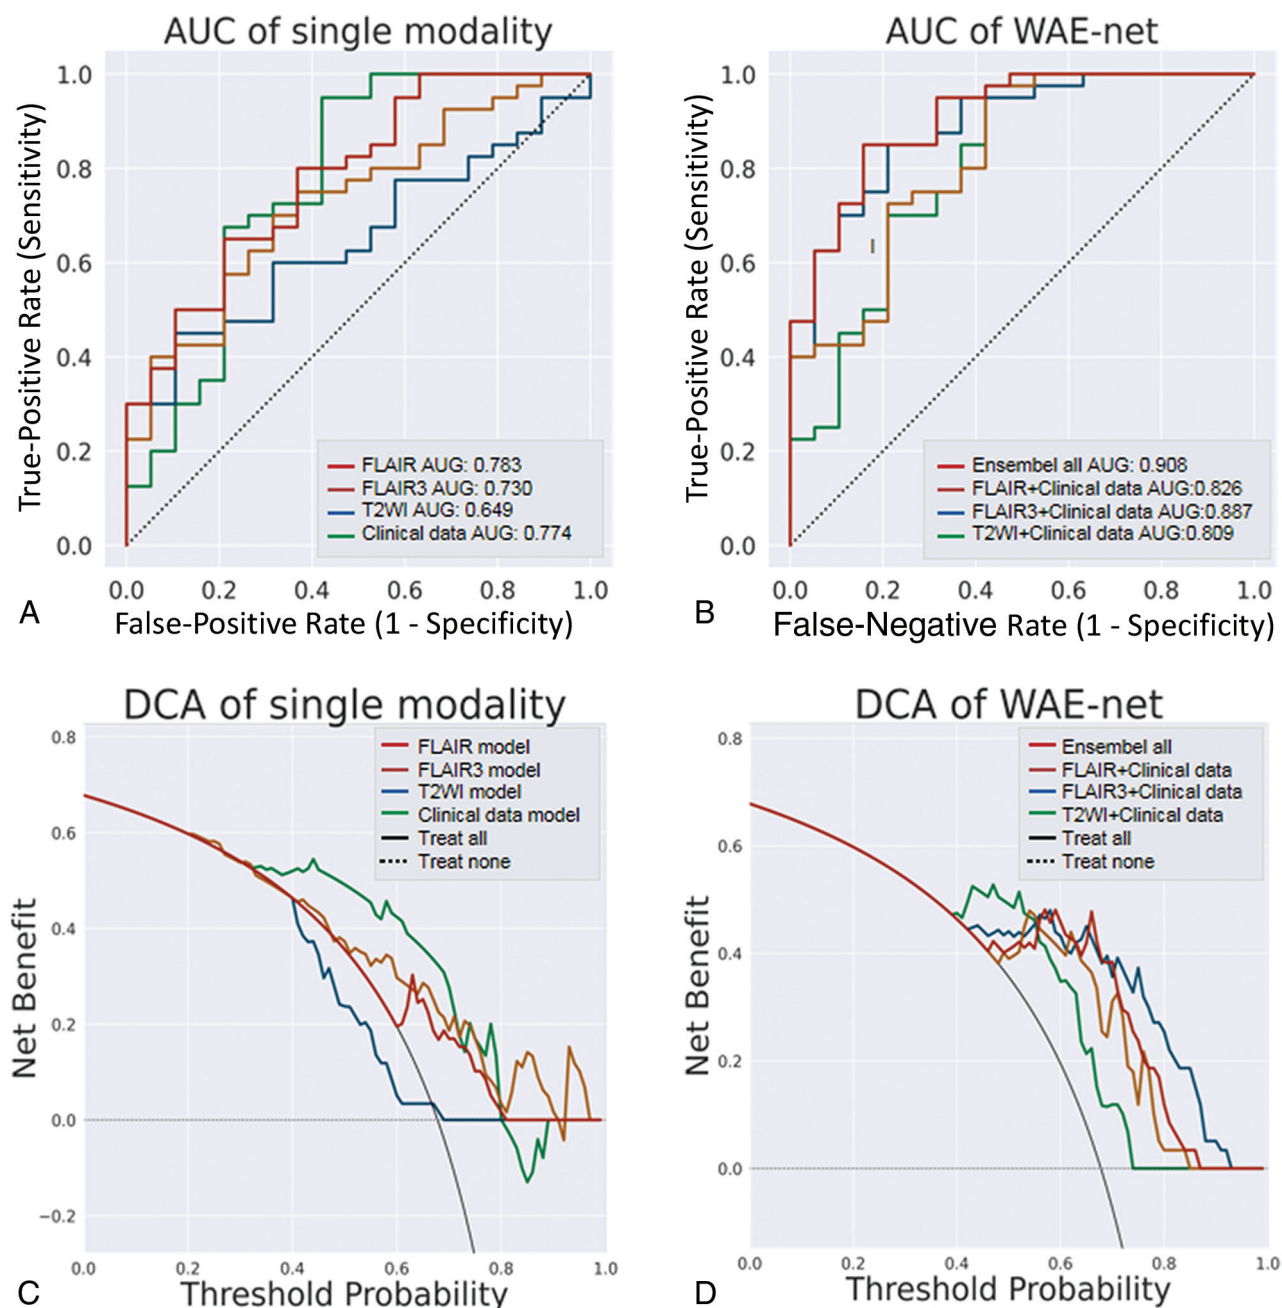 AUC of single modality
True-Positive Rate (Sensitivity)
1.0
0.8
0.6
0.4
0.2
0.0
FLAIR AUG: 0.783
FLAIR3 AUG: 0.730
T2WI AUG: 0.649
Clinical data AUG: 0.774
0.0 0.2 0.4 0.6 0.8 1.0
A
False-Positive Rate (1 - Specificity)
AUC of WAE-net
True-Positive Rate (Sensitivity)
1.0
0.8
0.6
0.4
0.2
0.0
Ensembel all AUG: 0.908
FLAIR+Clinical data AUG:0.826
FLAIR3+Clinical data AUG:0.887
T2WI+Clinical data AUG:0.809
0.0 0.2 0.4 0.6 0.8 1.0
B
False-Negative Rate (1 - Specificity)
DCA of single modality
Net Benefit
0.8
0.6
0.4
0.2
0.0
−0.2
FLAIR model
FLAIR3 model
T2WI model
Clinical data model
Treat all
Treat none
0.0 0.2 0.4 0.6 0.8 1.0
C
Threshold Probability
DCA of WAE-net
Net Benefit
0.8
0.6
0.4
0.2
0.0
Ensembel all
FLAIR+Clinical data
FLAIR3+Clinical data
T2WI+Clinical data
Treat all
Treat none
0.0 0.2 0.4 0.6 0.8 1.0
D
Threshold Probability